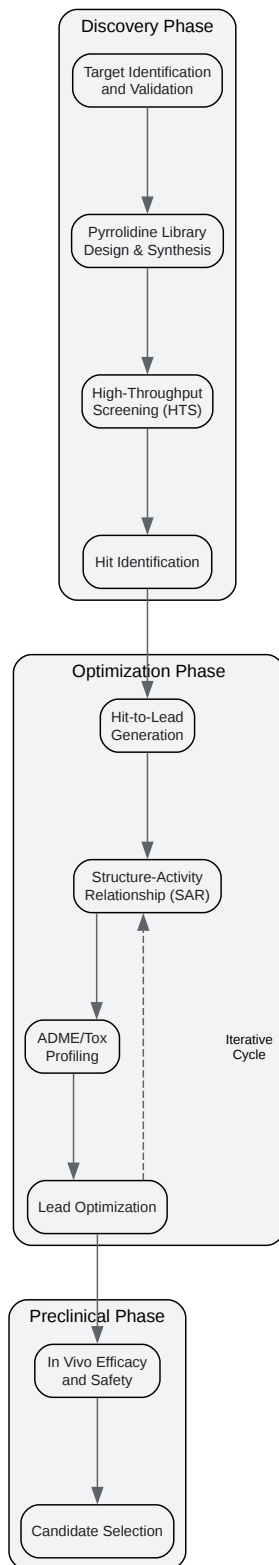 Discovery Phase
Target Identification
and Validation
Pyrrolidine Library
Design & Synthesis
High-Throughput
Screening (HTS)
Hit Identification
Optimization Phase
Hit-to-Lead
Generation
Structure-Activity
Relationship (SAR)
ADME/Tox
Profiling
Iterative
Cycle
Lead Optimization
Preclinical Phase
In Vivo Efficacy
and Safety
Candidate Selection